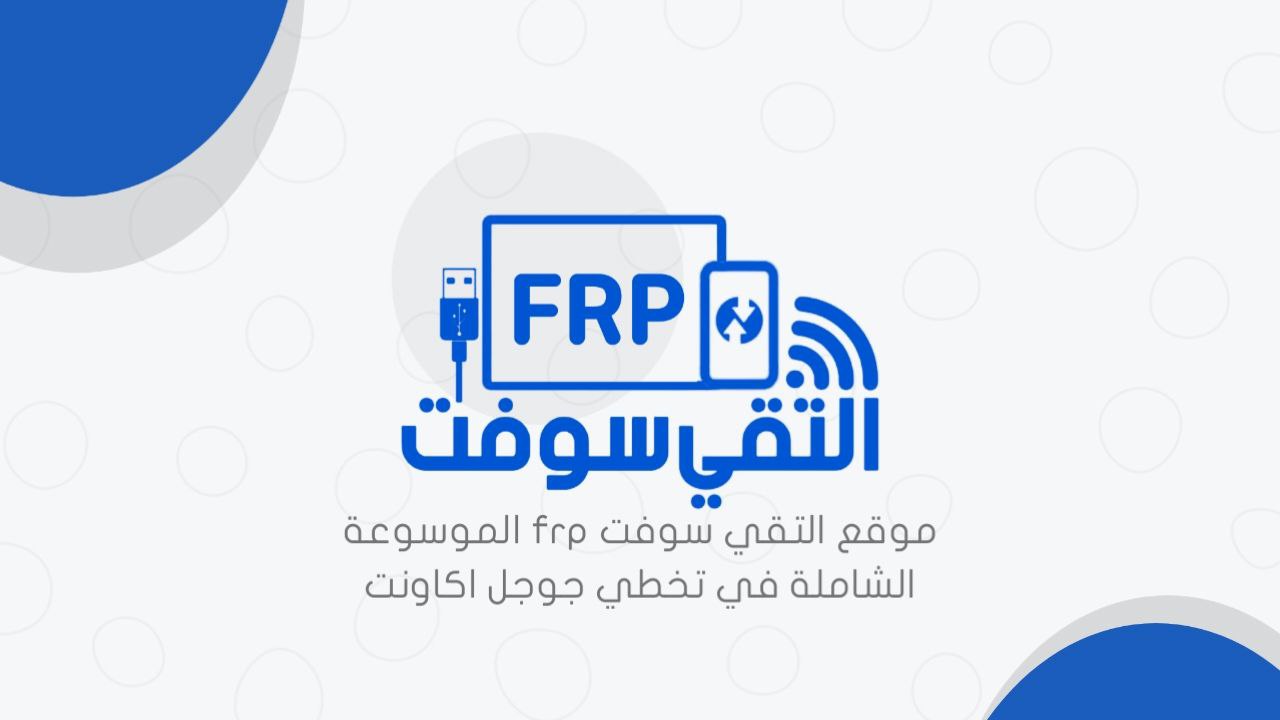 FRP
التقي سوفت
موقع التقي سوفت frp الموسوعة
الشاملة في تخطي جوجل اكاونت